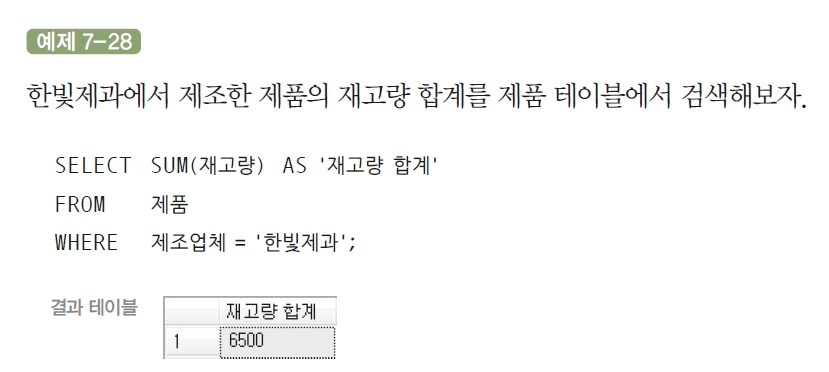 예제 7-28
한빛제과에서 제조한 제품의 재고량 합계를 제품 테이블에서 검색해보자.
SELECT SUM(재고량) AS '재고량 합계'
FROM 제품
WHERE 제조업체 = '한빛제과';
결과 테이블
재고량 합계
1 6500